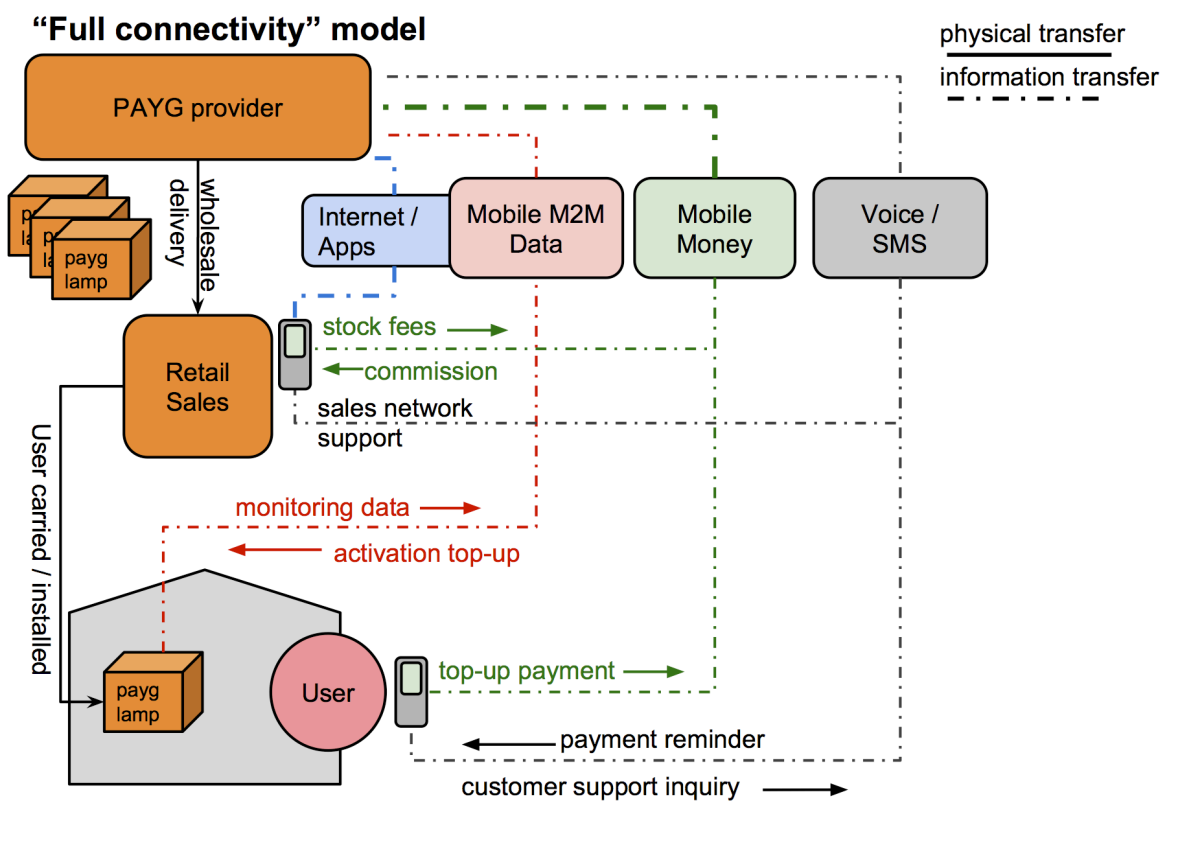 “Full connectivity” model
physical transfer
information transfer
PAYG provider
wholesale
delivery
payg
lamp
Internet /
Apps
Mobile M2M
Data
Mobile
Money
Voice /
SMS
stock fees
commission
Retail
Sales
sales network
support
User carried / installed
monitoring data
activation top-up
payg
lamp
User
top-up payment
payment reminder
customer support inquiry